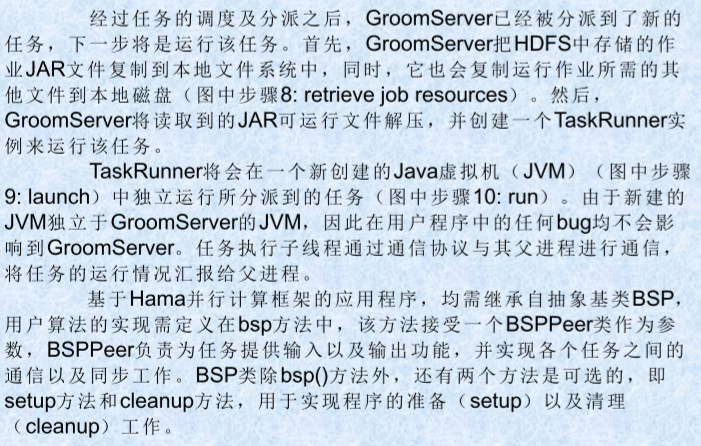 经过任务的调度及分派之后，GroomServer已经被分派到了新的
任务，下一步将是运行该任务。首先，GroomServer把HDFS中存储的作
业JAR文件复制到本地文件系统中，同时，它也会复制运行作业所需的其
他文件到本地磁盘（图中步骤8: retrieve job resources）。然后，
GroomServer将读取到的JAR可运行文件解压，并创建一个TaskRunner实
例来运行该任务。
TaskRunner将会在一个新创建的Java虚拟机（JVM）（图中步骤
9: launch）中独立运行所分派到的任务（图中步骤10: run）。由于新建的
JVM独立于GroomServer的JVM，因此在用户程序中的任何bug均不会影
响到GroomServer。任务执行子线程通过通信协议与其父进程进行通信，
将任务的运行情况汇报给父进程。
基于Hama并行计算框架的应用程序，均需继承自抽象基类BSP，
用户算法的实现需定义在bsp方法中，该方法接受一个BSPPeer类作为参
数，BSPPeer负责为任务提供输入以及输出功能，并实现各个任务之间的
通信以及同步工作。BSP类除bsp()方法外，还有两个方法是可选的，即
setup方法和cleanup方法，用于实现程序的准备（setup）以及清理
（cleanup）工作。